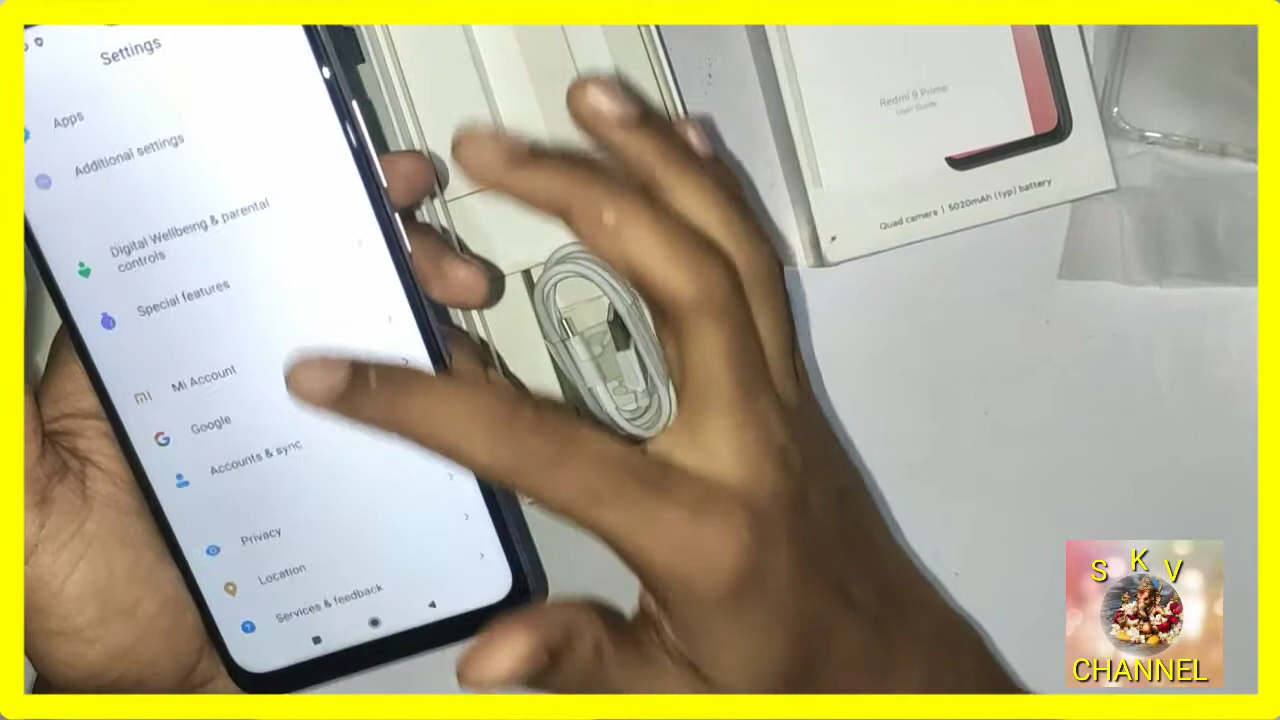 Settings
Apps
Additional settings
Digital Wellbeing & parental
controls
Special features
Mi Account
Google
Accounts & sync
Privacy
Location
Services & feedback
Redmi 9 Prime
User Guide
Quad camera | 5020mAh (typ) battery
S K V
CHANNEL